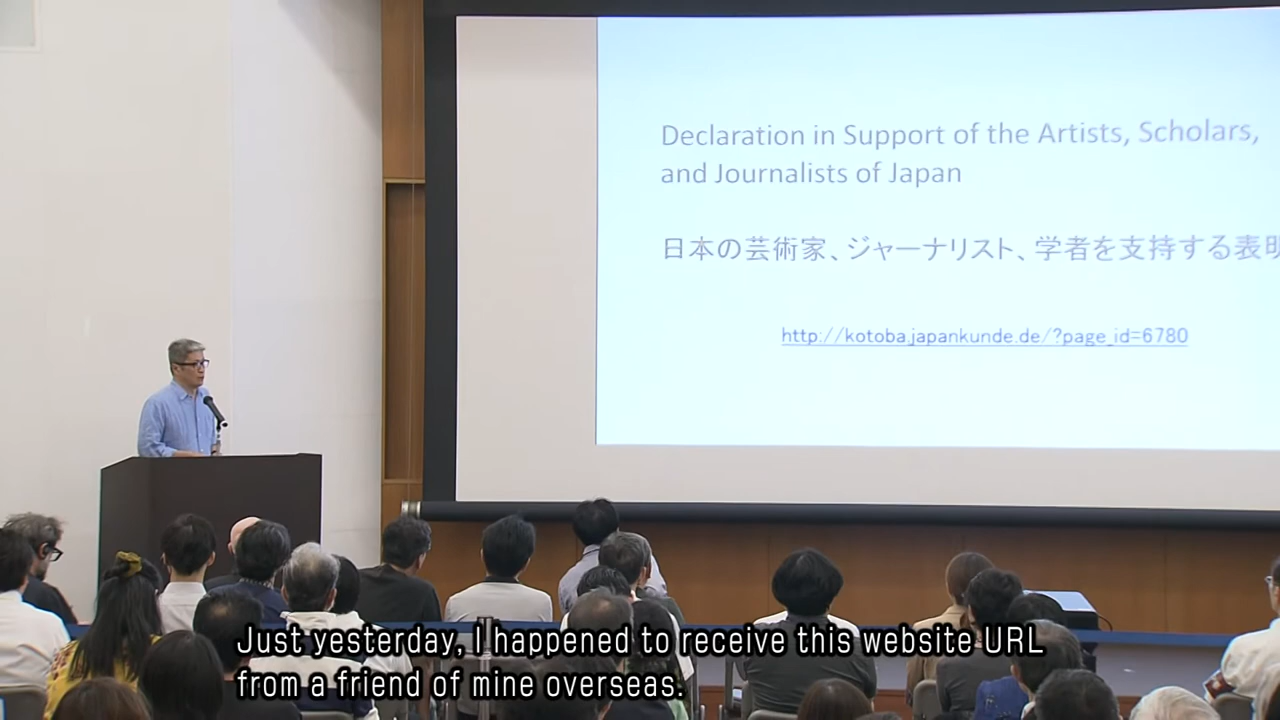 Declaration in Support of the Artists, Scholars,
and Journalists of Japan
日本の芸術家、ジャーナリスト、学者を支持する表明
http://kotoba.japankunde.de/?page_id=6780
Just yesterday, I happened to receive this website URL
from a friend of mine overseas.